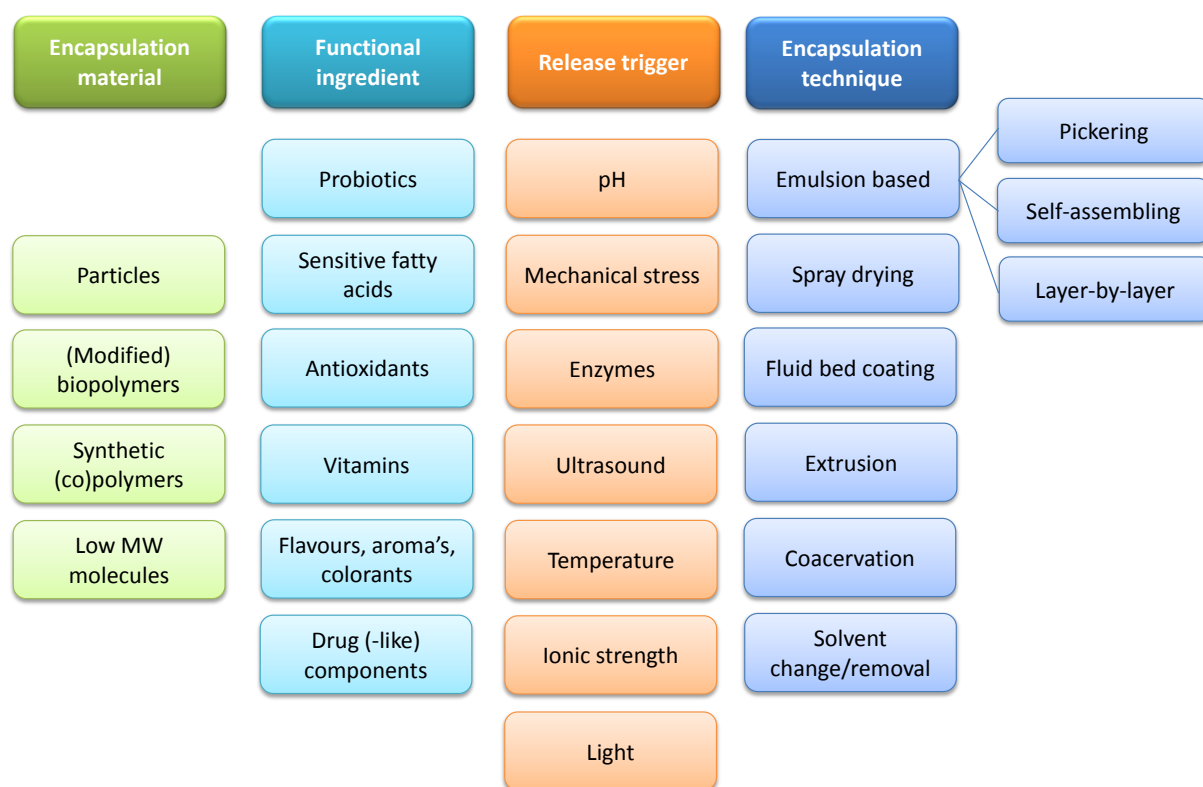 Encapsulation
material
Functional
ingredient
Release trigger
Encapsulation
technique
Particles
(Modified)
biopolymers
Synthetic
(co)polymers
Low MW
molecules
Probiotics
Sensitive fatty
acids
Antioxidants
Vitamins
Flavours, aroma's,
colorants
Drug (-like)
components
pH
Mechanical stress
Enzymes
Ultrasound
Temperature
Ionic strength
Light
Emulsion based
Spray drying
Fluid bed coating
Extrusion
Coacervation
Solvent
change/removal
Pickering
Self-assembling
Layer-by-layer